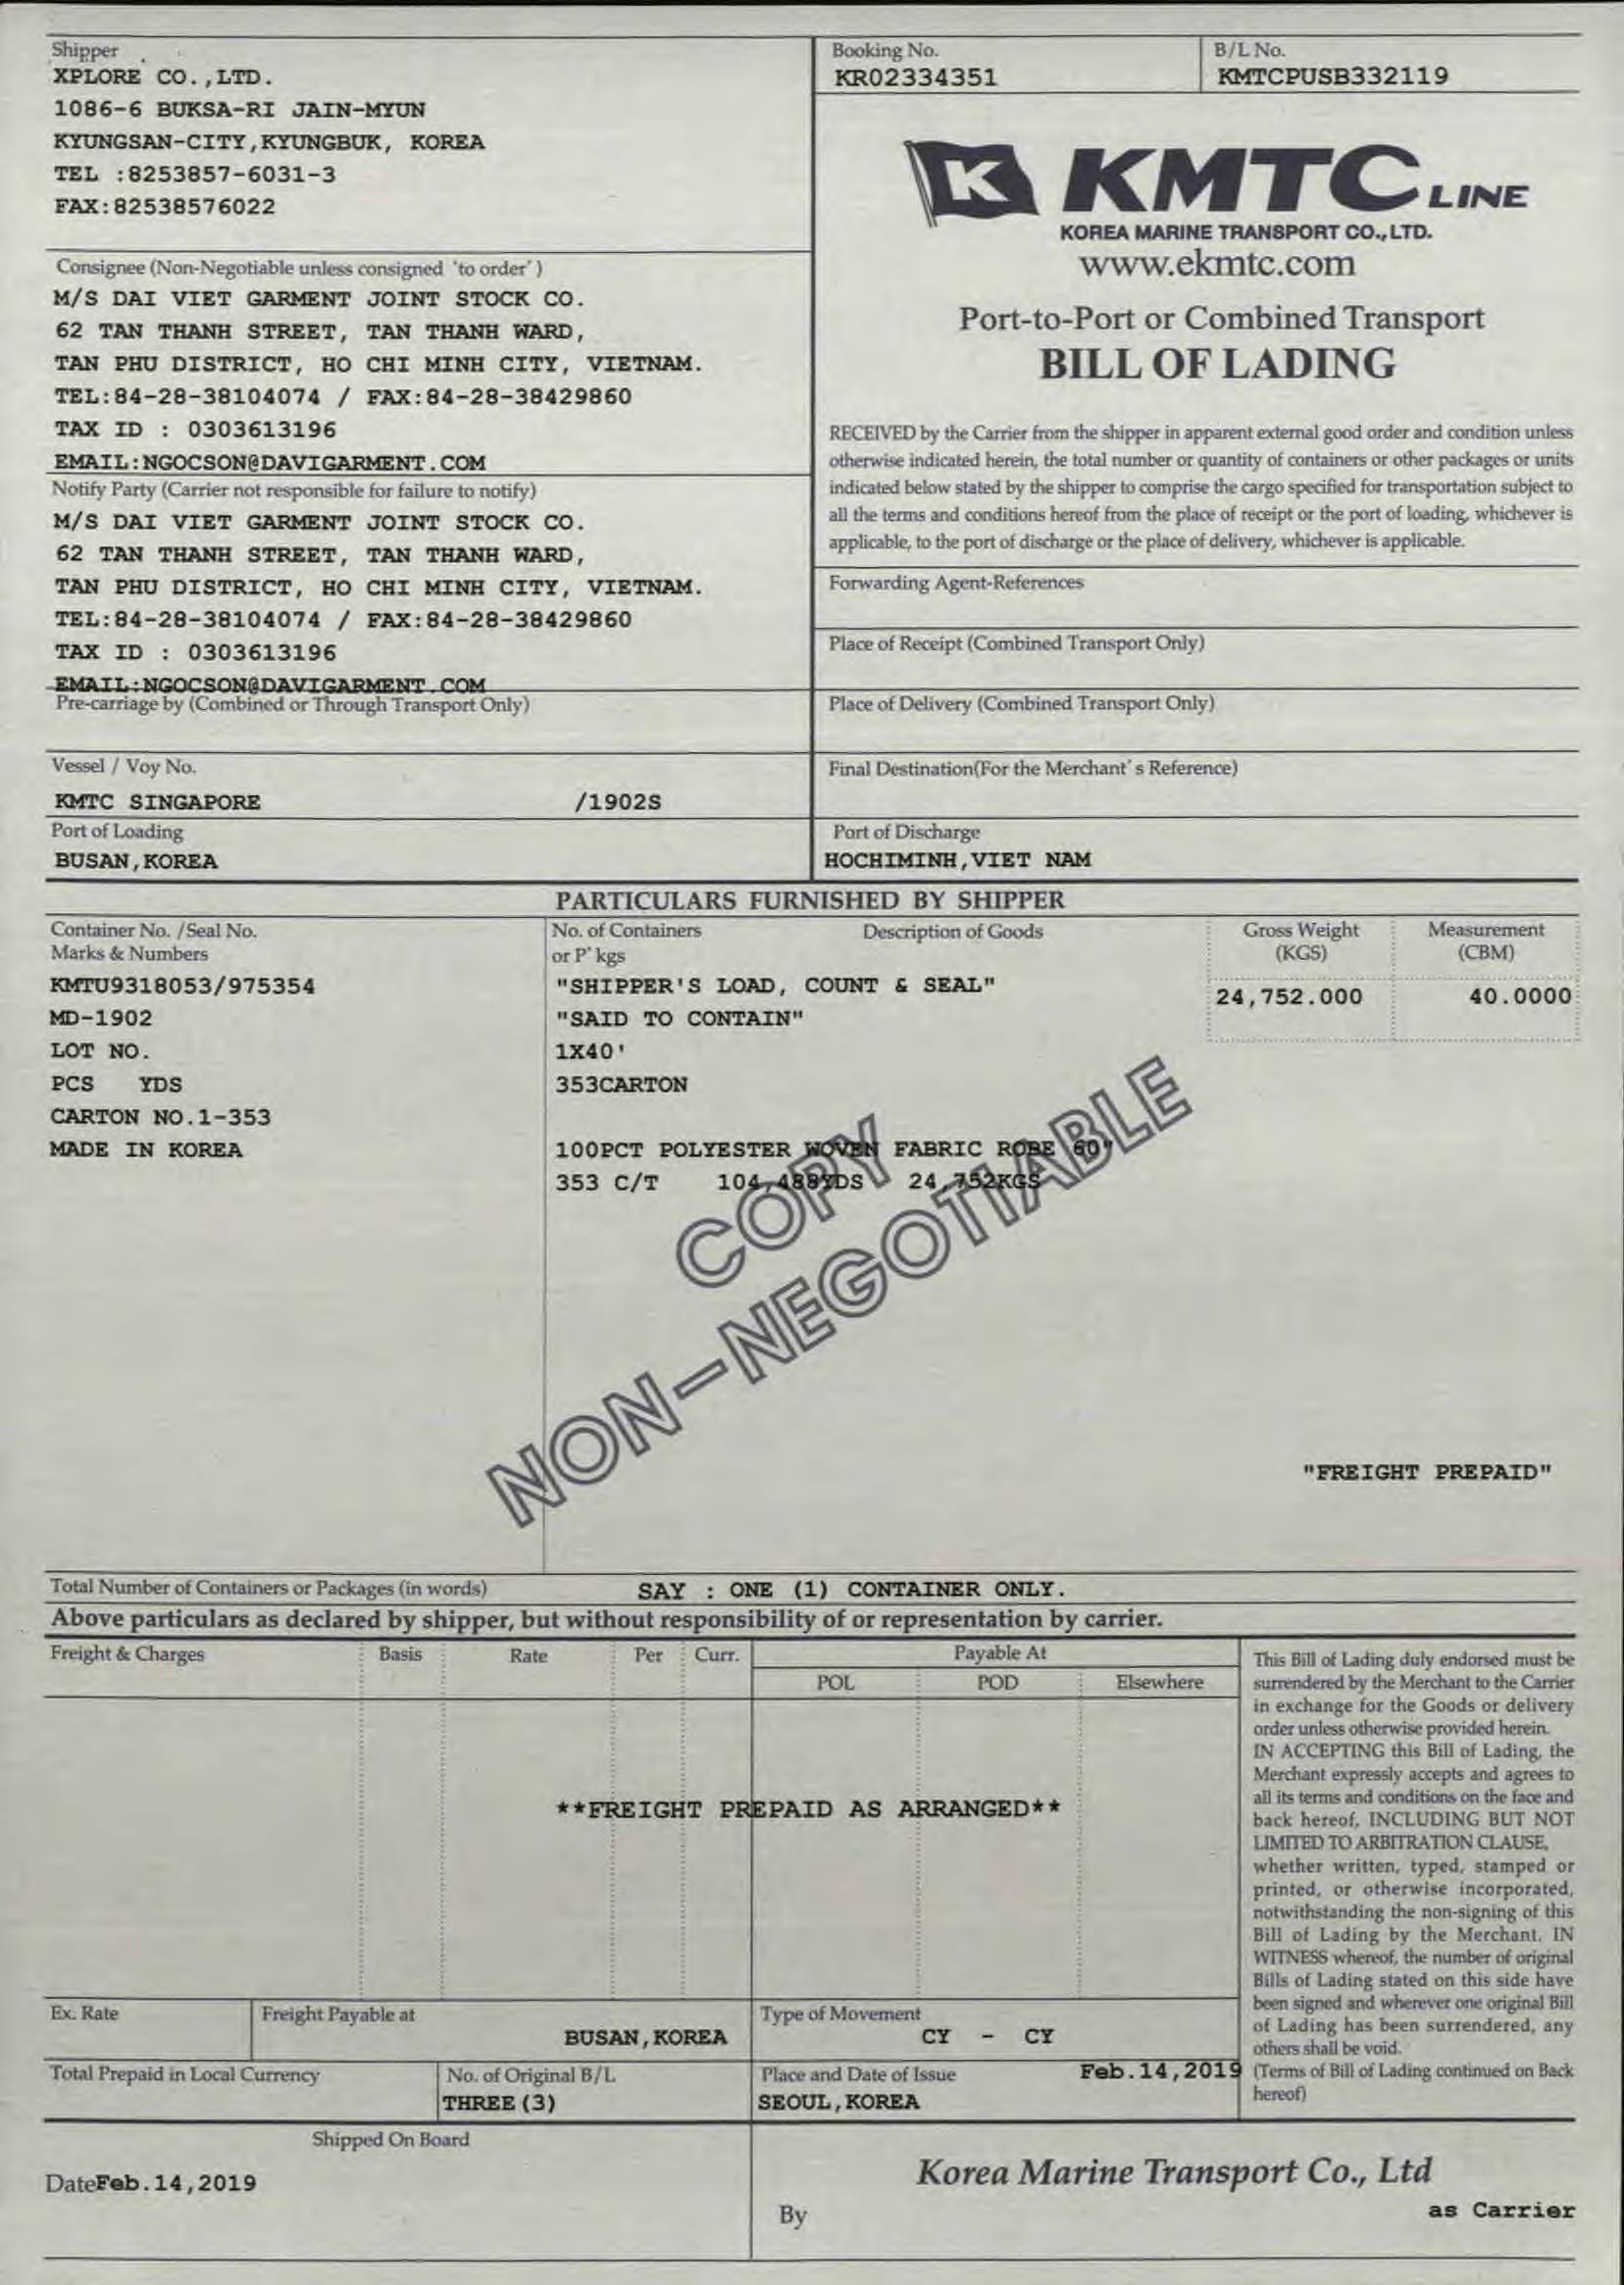 Shipper
XPLORE CO.,LTD.
1086-6 BUKSA-RI JAIN-MYUN
KYUNGSAN-CITY,KYUNGBUK, KOREA
TEL :8253857-6031-3
FAX:82538576022
Booking No.
KR02334351
B/L No.
KMTCPUSB332119
K KMTC LINE
KOREA MARINE TRANSPORT CO., LTD.
www.ekmtc.com
Port-to-Port or Combined Transport
BILL OF LADING
Consignee (Non-Negotiable unless consigned 'to order')
M/S DAI VIET GARMENT JOINT STOCK CO.
62 TAN THANH STREET, TAN THANH WARD,
TAN PHU DISTRICT, HO CHI MINH CITY, VIETNAM.
TEL:84-28-38104074 / FAX:84-28-38429860
TAX ID : 0303613196
EMAIL:NGOCSON@DAVIGARMENT.COM
RECEIVED by the Carrier from the shipper in apparent external good order and condition unless
otherwise indicated herein, the total number or quantity of containers or other packages or units
indicated below stated by the shipper to comprise the cargo specified for transportation subject to
all the terms and conditions hereof from the place of receipt or the port of loading, whichever is
applicable, to the port of discharge or the place of delivery, whichever is applicable.
Notify Party (Carrier not responsible for failure to notify)
M/S DAI VIET GARMENT JOINT STOCK CO.
62 TAN THANH STREET, TAN THANH WARD,
TAN PHU DISTRICT, HO CHI MINH CITY, VIETNAM.
TEL:84-28-38104074 / FAX:84-28-38429860
TAX ID : 0303613196
EMAIL:NGOCSON@DAVIGARMENT.COM
Forwarding Agent-References
Place of Receipt (Combined Transport Only)
Pre-carriage by (Combined or Through Transport Only)
Place of Delivery (Combined Transport Only)
Vessel / Voy No.
KMTC SINGAPORE /1902S
Final Destination(For the Merchant's Reference)
Port of Loading
BUSAN,KOREA
Port of Discharge
HOCHIMINH,VIET NAM
PARTICULARS FURNISHED BY SHIPPER
Container No. /Seal No.
Marks & Numbers
No. of Containers
or P'kgs
Description of Goods
Gross Weight
(KGS)
Measurement
(CBM)
KMTU9318053/975354
MD-1902
LOT NO.
PCS YDS
CARTON NO.1-353
MADE IN KOREA
"SHIPPER'S LOAD, COUNT & SEAL"
"SAID TO CONTAIN"
1X40'
353CARTON
100PCT POLYESTER WOVEN FABRIC ROBE 60"
353 C/T 104,488YDS 24,752KGS
24,752.000
40.0000
COPY
NON-NEGOTIABLE
"FREIGHT PREPAID"
Total Number of Containers or Packages (in words)
SAY : ONE (1) CONTAINER ONLY.
Above particulars as declared by shipper, but without responsibility of or representation by carrier.
Freight & Charges
Basis
Rate
Per
Curr.
Payable At
POL
POD
Elsewhere
**FREIGHT PREPAID AS ARRANGED**
This Bill of Lading duly endorsed must be
surrendered by the Merchant to the Carrier
in exchange for the Goods or delivery
order unless otherwise provided herein.
IN ACCEPTING this Bill of Lading, the
Merchant expressly accepts and agrees to
all its terms and conditions on the face and
back hereof, INCLUDING BUT NOT
LIMITED TO ARBITRATION CLAUSE,
whether written, typed, stamped or
printed, or otherwise incorporated,
notwithstanding the non-signing of this
Bill of Lading by the Merchant. IN
WITNESS whereof, the number of original
Bills of Lading stated on this side have
been signed and wherever one original Bill
of Lading has been surrendered, any
others shall be void.
(Terms of Bill of Lading continued on Back
hereof)
Ex. Rate
Freight Payable at
BUSAN,KOREA
Type of Movement
CY - CY
Total Prepaid in Local Currency
No. of Original B/L
THREE (3)
Place and Date of Issue
Feb.14,2019
SEOUL,KOREA
Shipped On Board
DateFeb.14,2019
Korea Marine Transport Co., Ltd
as Carrier
By